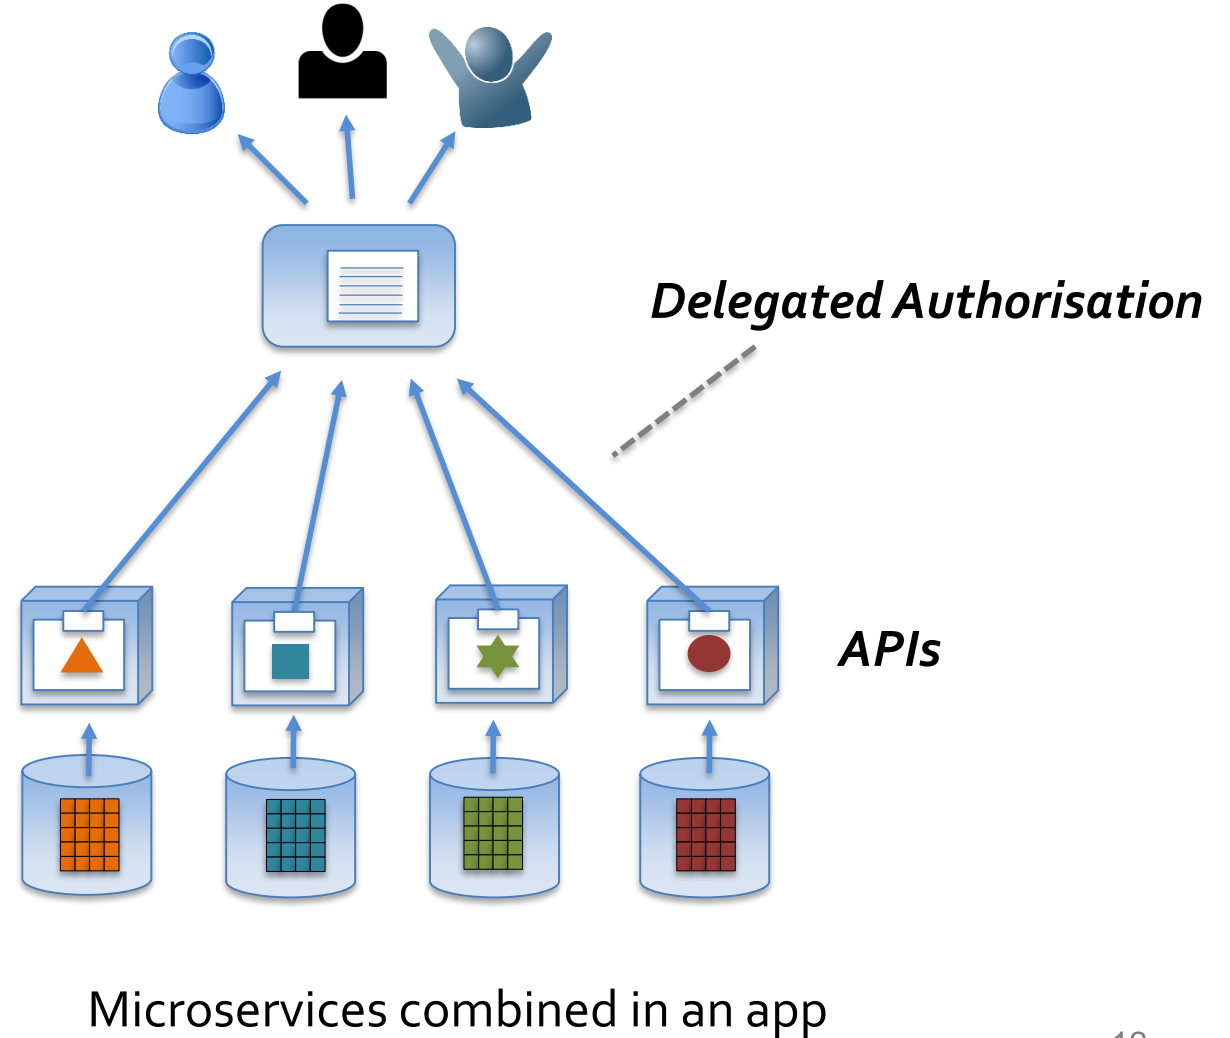 Delegated Authorisation
APIs
Microservices combined in an app